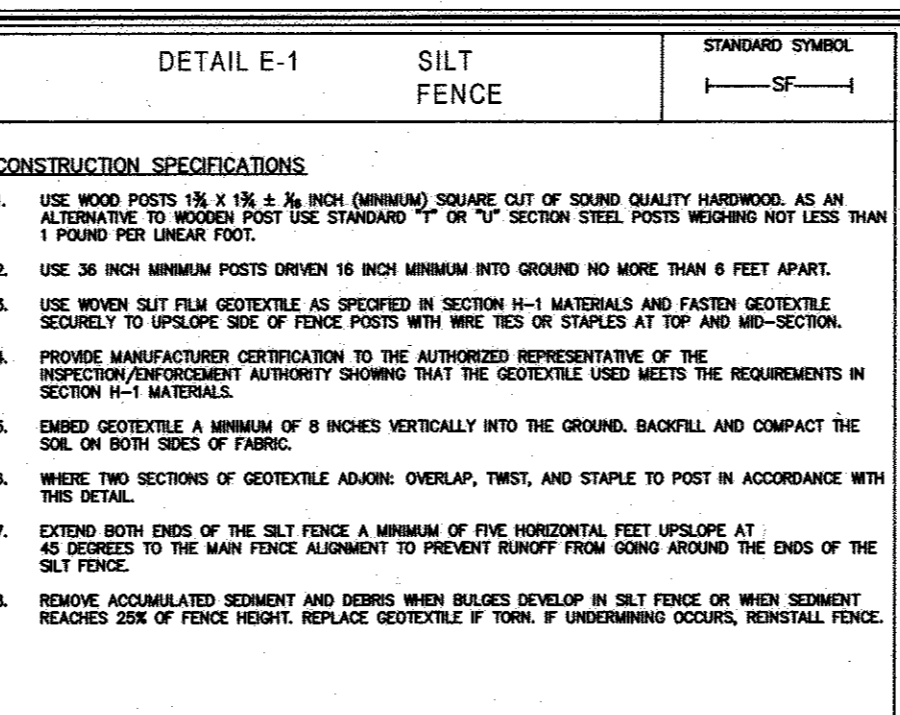 DETAIL E-1 SILT FENCE
STANDARD SYMBOL
SF
CONSTRUCTION SPECIFICATIONS
1. USE WOOD POSTS 1¾ X 1¾ ± 1⁄16 INCH (MINIMUM) SQUARE CUT OF SOUND QUALITY HARDWOOD. AS AN
ALTERNATIVE TO WOODEN POST USE STANDARD "T" OR "U" SECTION STEEL POSTS WEIGHING NOT LESS THAN
1 POUND PER LINEAR FOOT.
2. USE 36 INCH MINIMUM POSTS DRIVEN 16 INCH MINIMUM INTO GROUND NO MORE THAN 6 FEET APART.
3. USE WOVEN SLIT FILM GEOTEXTILE AS SPECIFIED IN SECTION H-1 MATERIALS AND FASTEN GEOTEXTILE
SECURELY TO UPSLOPE SIDE OF FENCE POSTS WITH WIRE TIES OR STAPLES AT TOP AND MID-SECTION.
4. PROVIDE MANUFACTURER CERTIFICATION TO THE AUTHORIZED REPRESENTATIVE OF THE
INSPECTION/ENFORCEMENT AUTHORITY SHOWING THAT THE GEOTEXTILE USED MEETS THE REQUIREMENTS IN
SECTION H-1 MATERIALS.
5. EMBED GEOTEXTILE A MINIMUM OF 8 INCHES VERTICALLY INTO THE GROUND. BACKFILL AND COMPACT THE
SOIL ON BOTH SIDES OF FABRIC.
6. WHERE TWO SECTIONS OF GEOTEXTILE ADJOIN: OVERLAP, TWIST, AND STAPLE TO POST IN ACCORDANCE WITH
THIS DETAIL.
7. EXTEND BOTH ENDS OF THE SILT FENCE A MINIMUM OF FIVE HORIZONTAL FEET UPSLOPE AT
45 DEGREES TO THE MAIN FENCE ALIGNMENT TO PREVENT RUNOFF FROM GOING AROUND THE ENDS OF THE
SILT FENCE.
8. REMOVE ACCUMULATED SEDIMENT AND DEBRIS WHEN BULGES DEVELOP IN SILT FENCE OR WHEN SEDIMENT
REACHES 25% OF FENCE HEIGHT. REPLACE GEOTEXTILE IF TORN. IF UNDERMINING OCCURS, REINSTALL FENCE.